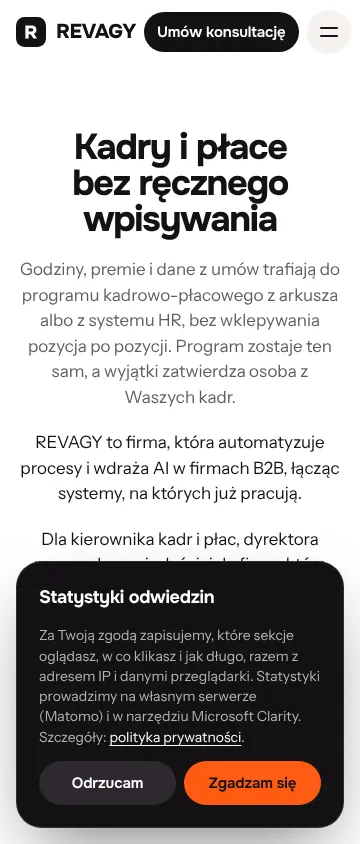 R REVAGY Umów konsultację
Kadry i płace
bez ręcznego
wpisywania
Godziny, premie i dane z umów trafiają do
programu kadrowo-płacowego z arkusza
albo z systemu HR, bez wklepywania
pozycja po pozycji. Program zostaje ten
sam, a wyjątki zatwierdza osoba z
Waszych kadr.
REVAGY to firma, która automatyzuje
procesy i wdraża AI w firmach B2B, łącząc
systemy, na których już pracują.
Dla kierownika kadr i płac, dyrektora
Statystyki odwiedzin
Za Twoją zgodą zapisujemy, które sekcje
oglądasz, w co klikasz i jak długo, razem z
adresem IP i danymi przeglądarki. Statystyki
prowadzimy na własnym serwerze
(Matomo) i w narzędziu Microsoft Clarity.
Szczegóły: polityka prywatności.
Odrzucam Zgadzam się